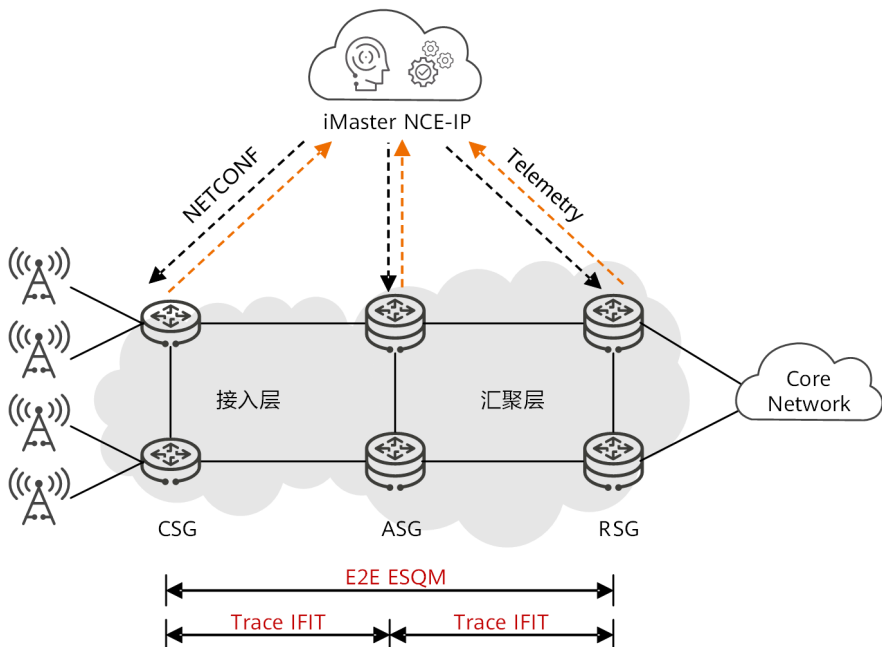 iMaster NCE-IP
NETCONF
Telemetry
接入层
汇聚层
Core
Network
CSG
ASG
RSG
E2E ESQM
Trace IFIT
Trace IFIT